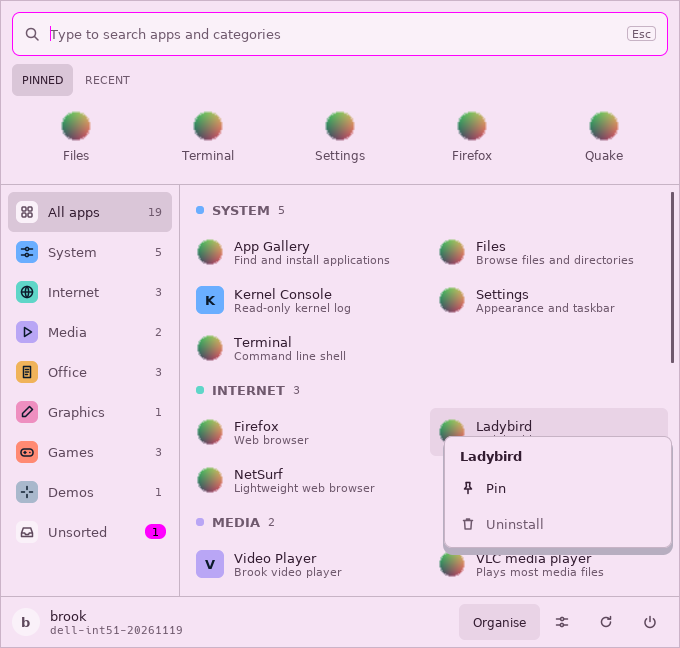 Type to search apps and categories Esc
PINNED RECENT
Files Terminal Settings Firefox Quake
All apps 19
System 5
Internet 3
Media 2
Office 3
Graphics 1
Games 3
Demos 1
Unsorted 1
SYSTEM 5
App Gallery
Find and install applications
Files
Browse files and directories
K
Kernel Console
Read-only kernel log
Settings
Appearance and taskbar
Terminal
Command line shell
INTERNET 3
Firefox
Web browser
Ladybird
NetSurf
Lightweight web browser
Ladybird
Pin
Uninstall
MEDIA 2
V
Video Player
Brook video player
VLC media player
Plays most media files
b
brook
dell-int51-20261119
Organise